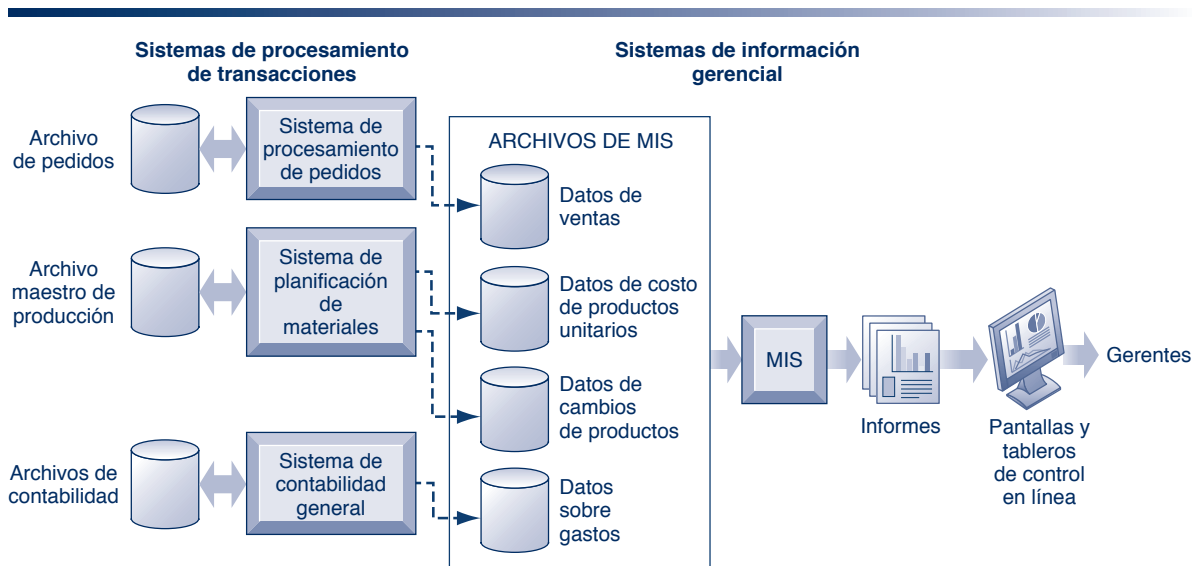 Sistemas de procesamiento
de transacciones
Sistemas de información
gerencial
Archivo
de pedidos
Sistema de
procesamiento
de pedidos
ARCHIVOS DE MIS
Datos de
ventas
Archivo
maestro de
producción
Sistema de
planificación
de
materiales
Datos de costo
de productos
unitarios
Datos de
cambios
de productos
MIS
Informes
Pantallas y
tableros
de control
en línea
Gerentes
Archivos de
contabilidad
Sistema de
contabilidad
general
Datos
sobre
gastos